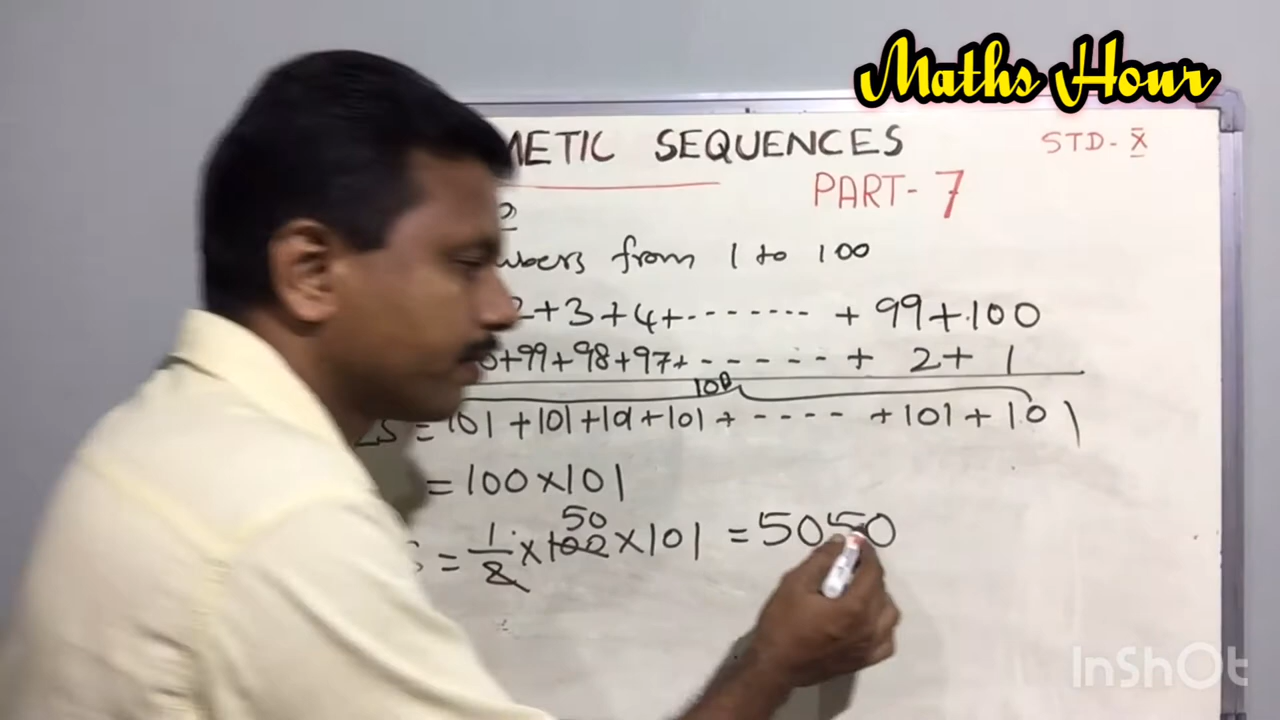 Maths Hour
METIC SEQUENCES
STD-X
PART-7
from 1 to 100
2+3+4+-------+99+100
+99+98+97+-----+2+1
100
=101+101+101+101+----+101+101
=100×101
50
=1/2×100×101=5050
InShOt